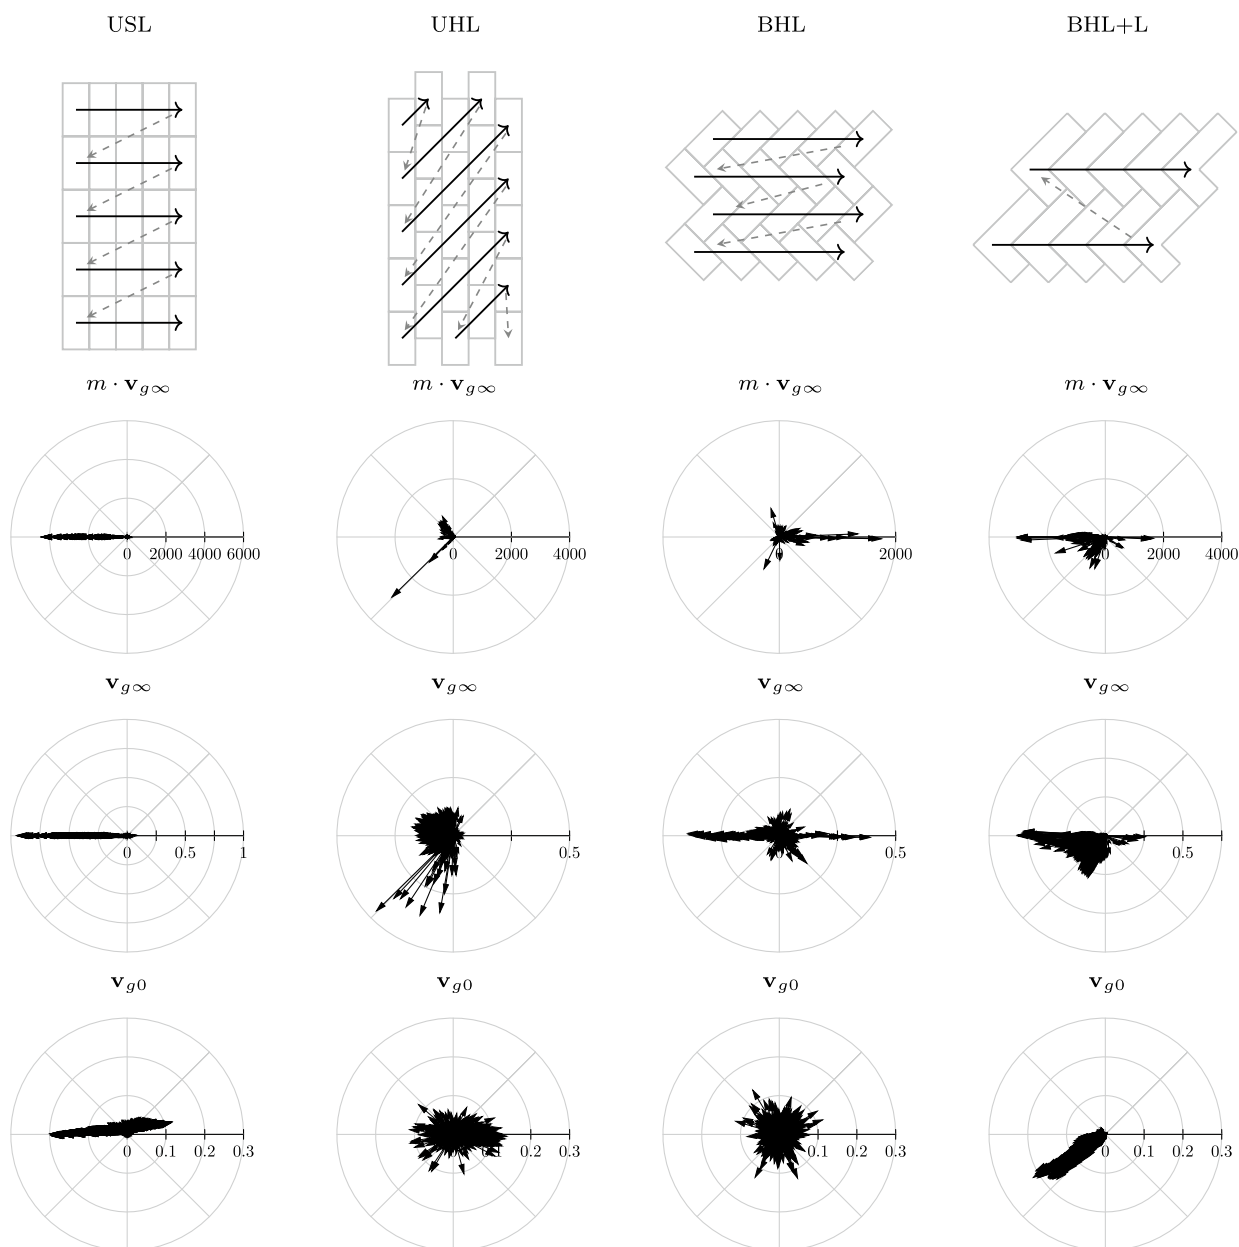 USL UHL BHL BHL+L
m · v_g∞ m · v_g∞ m · v_g∞ m · v_g∞
0 2000 4000 6000 0 2000 4000 0 2000 0 2000 4000
v_g∞ v_g∞ v_g∞ v_g∞
0 0.5 1 0.5 0 0.5 0.5
v_g0 v_g0 v_g0 v_g0
0 0.1 0.2 0.3 0.2 0.3 0.1 0.2 0.3 0 0.1 0.2 0.3